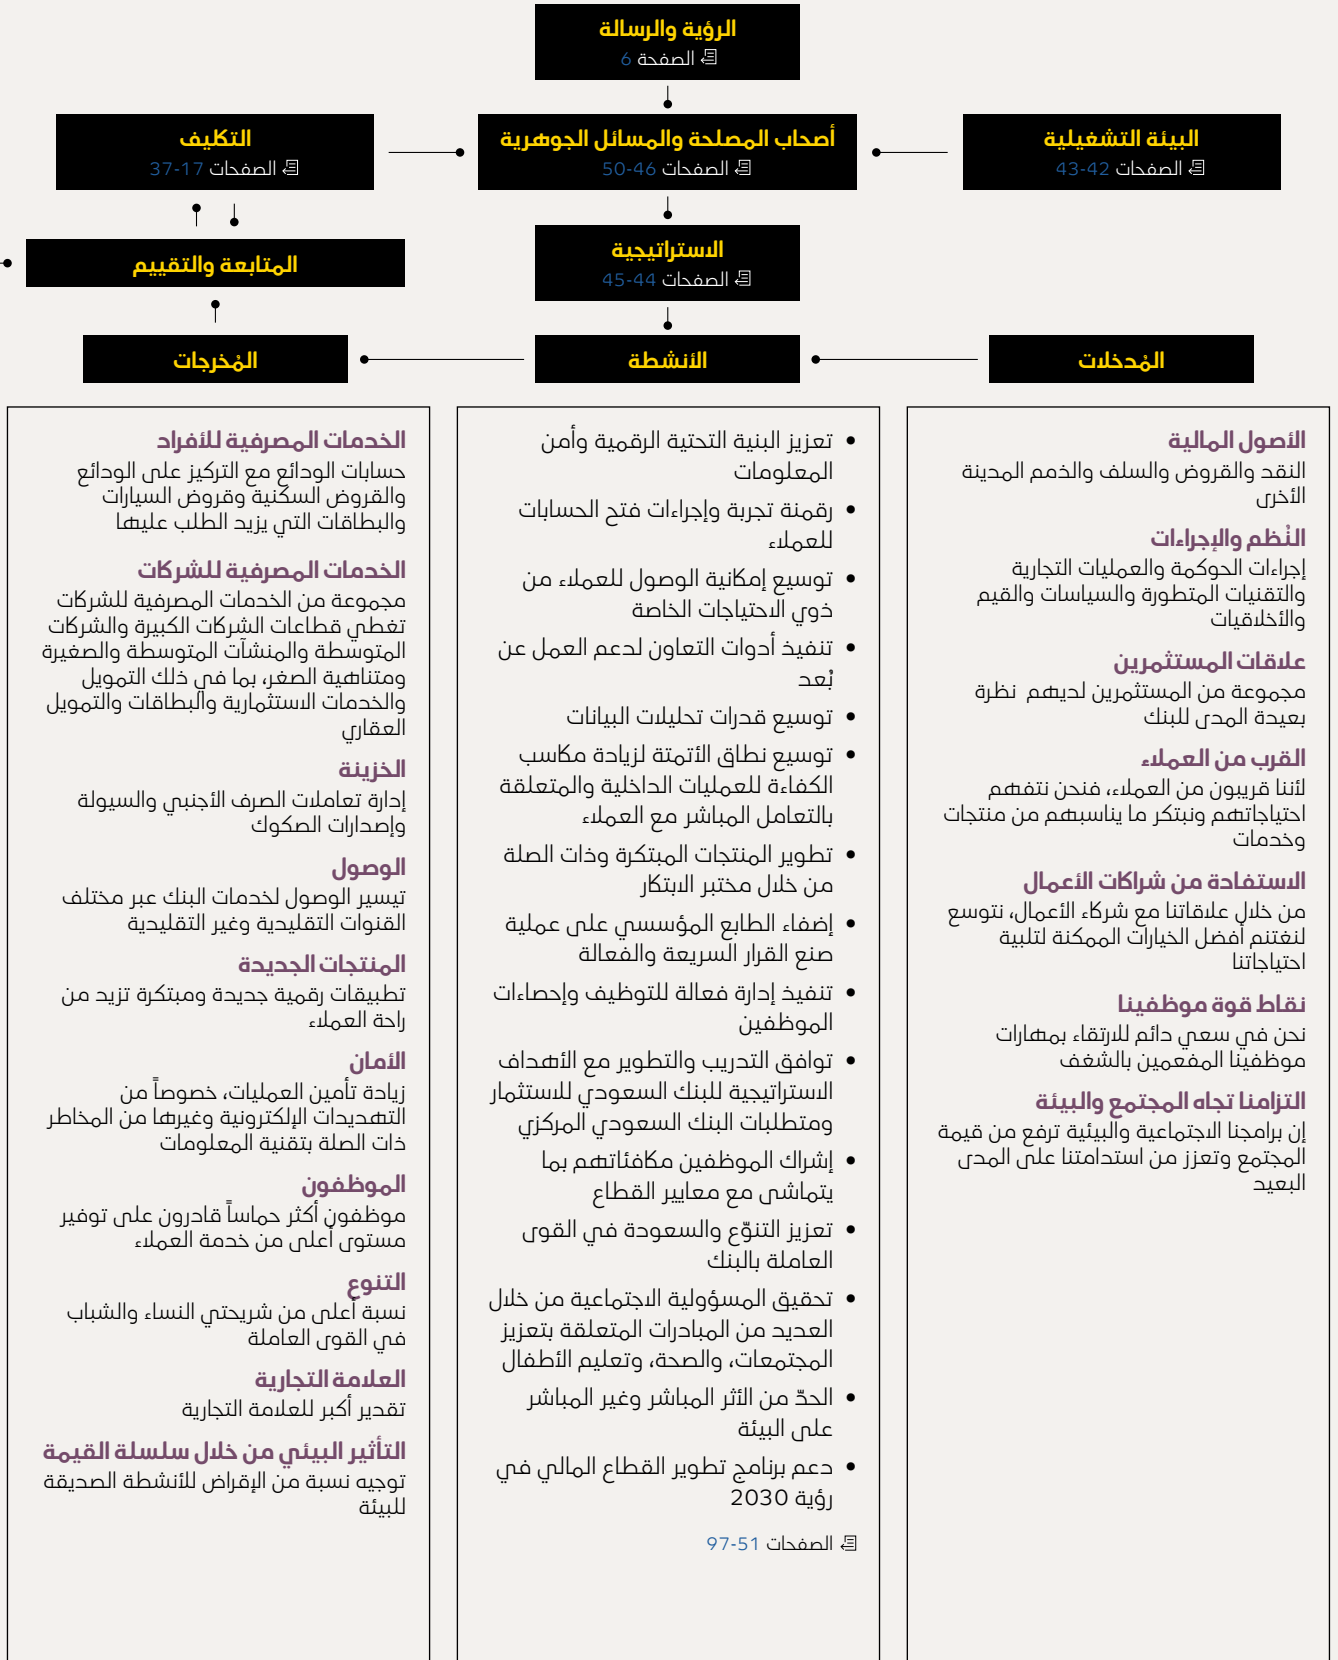 الرؤية والرسالة
الصفحة 6
البيئة التشغيلية
الصفحات 42-43
أصحاب المصلحة والمسائل الجوهرية
الصفحات 46-50
التكليف
الصفحات 17-37
الاستراتيجية
الصفحات 44-45
المتابعة والتقييم
المُدخلات
الأنشطة
المُخرجات
الأصول المالية
النقد والقروض والسلف والذمم المدينة
الأخرى
النُظم والإجراءات
إجراءات الحوكمة والعمليات التجارية
والتقنيات المتطورة والسياسات والقيم
والأخلاقيات
علاقات المستثمرين
مجموعة من المستثمرين لديهم نظرة
بعيدة المدى للبنك
القرب من العملاء
لأننا قريبون من العملاء، فنحن نتفهم
احتياجاتهم ونبتكر ما يناسبهم من منتجات
وخدمات
الاستفادة من شراكات الأعمال
من خلال علاقاتنا مع شركاء الأعمال، نتوسع
لنغتنم أفضل الخيارات الممكنة لتلبية
احتياجاتنا
نقاط قوة موظفينا
نحن في سعي دائم للارتقاء بمهارات
موظفينا المفعمين بالشغف
التزامنا تجاه المجتمع والبيئة
إن برامجنا الاجتماعية والبيئية ترفع من قيمة
المجتمع وتعزز من استدامتنا على المدى
البعيد
• تعزيز البنية التحتية الرقمية وأمن
المعلومات
• رقمنة تجربة وإجراءات فتح الحسابات
للعملاء
• توسيع إمكانية الوصول للعملاء من
ذوي الاحتياجات الخاصة
• تنفيذ أدوات التعاون لدعم العمل عن
بُعد
• توسيع قدرات تحليلات البيانات
• توسيع نطاق الأتمتة لزيادة مكاسب
الكفاءة للعمليات الداخلية والمتعلقة
بالتعامل المباشر مع العملاء
• تطوير المنتجات المبتكرة وذات الصلة
من خلال مختبر الابتكار
• إضفاء الطابع المؤسسي على عملية
صنع القرار السريعة والفعالة
• تنفيذ إدارة فعالة للتوظيف وإحصاءات
الموظفين
• توافق التدريب والتطوير مع الأهداف
الاستراتيجية للبنك السعودي للاستثمار
ومتطلبات البنك السعودي المركزي
• إشراك الموظفين مكافئاتهم بما
يتماشى مع معايير القطاع
• تعزيز التنوّع والسعودة في القوى
العاملة بالبنك
• تحقيق المسؤولية الاجتماعية من خلال
العديد من المبادرات المتعلقة بتعزيز
المجتمعات، والصحة، وتعليم الأطفال
• الحدّ من الأثر المباشر وغير المباشر
على البيئة
• دعم برنامج تطوير القطاع المالي في
رؤية 2030
الصفحات 51-97
الخدمات المصرفية للأفراد
حسابات الودائع مع التركيز على الودائع
والقروض السكنية وقروض السيارات
والبطاقات التي يزيد الطلب عليها
الخدمات المصرفية للشركات
مجموعة من الخدمات المصرفية للشركات
تغطي قطاعات الشركات الكبيرة والشركات
المتوسطة والمنشآت المتوسطة والصغيرة
ومتناهية الصغر، بما في ذلك التمويل
والخدمات الاستثمارية والبطاقات والتمويل
العقاري
الخزينة
إدارة تعاملات الصرف الأجنبي والسيولة
وإصدارات الصكوك
الوصول
تيسير الوصول لخدمات البنك عبر مختلف
القنوات التقليدية وغير التقليدية
المنتجات الجديدة
تطبيقات رقمية جديدة ومبتكرة تزيد من
راحة العملاء
الأمان
زيادة تأمين العمليات، خصوصاً من
التهديدات الإلكترونية وغيرها من المخاطر
ذات الصلة بتقنية المعلومات
الموظفون
موظفون أكثر حماساً قادرون على توفير
مستوى أعلى من خدمة العملاء
التنوع
نسبة أعلى من شريحتي النساء والشباب
في القوى العاملة
العلامة التجارية
تقدير أكبر للعلامة التجارية
التأثير البيئي من خلال سلسلة القيمة
توجيه نسبة من الإقراض للأنشطة الصديقة
للبيئة